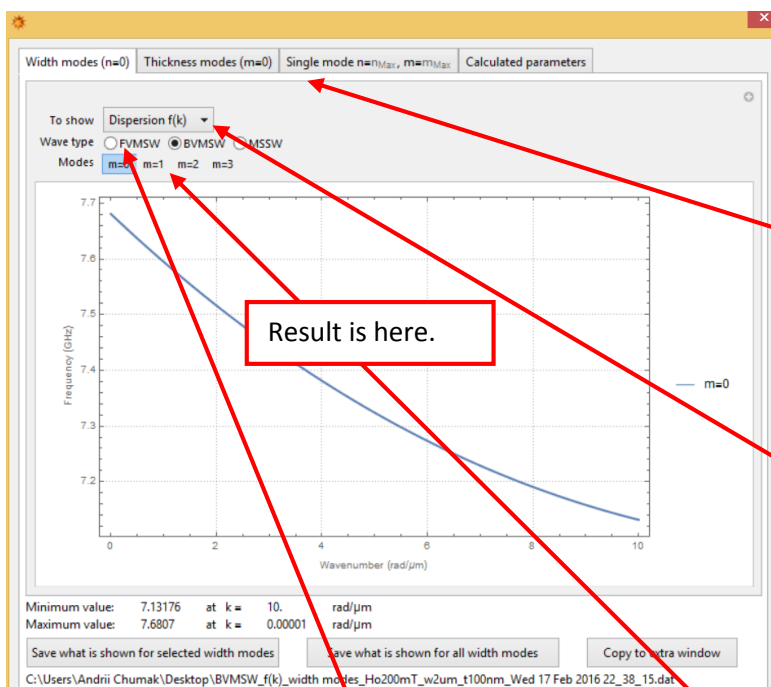 Width modes (n=0) Thickness modes (m=0) Single mode n=nMax, m=mMax Calculated parameters
To show Dispersion f(k)
Wave type FVMSW BVMSW MSSW
Modes m=0 m=1 m=2 m=3
7.7
7.6
7.5
7.4
7.3
7.2
Frequency (GHz)
Result is here.
m=0
0 2 4 6 8 10
Wavenumber (rad/µm)
Minimum value: 7.13176 at k = 10. rad/µm
Maximum value: 7.6807 at k = 0.00001 rad/µm
Save what is shown for selected width modes Save what is shown for all width modes Copy to extra window
C:\Users\Andrii Chumak\Desktop\BVMSW_f(k)_width modes_Ho200mT_w2um_t100nm_Wed 17 Feb 2016 22_38_15.dat